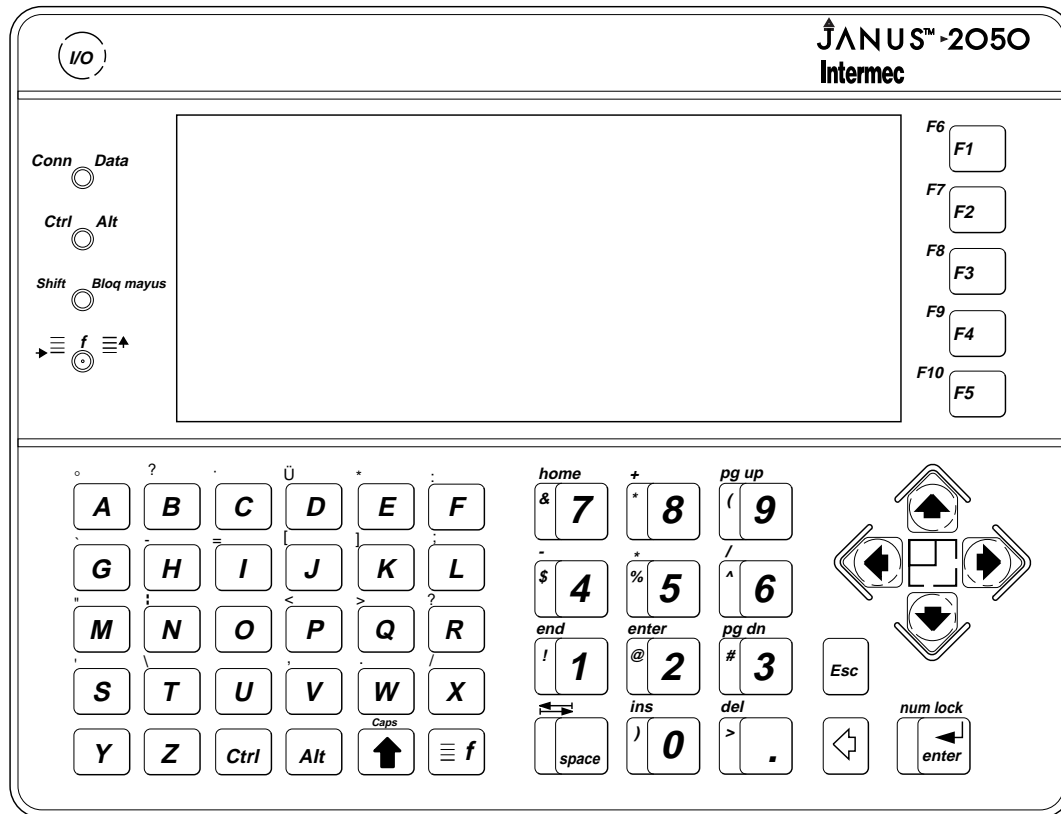 I/O
JANUS™ 2050
Intermec
Conn Data
Ctrl Alt
Shift Bloq mayus
f
F6 F1
F7 F2
F8 F3
F9 F4
F10 F5
° ? · Ü * :
A B C D E F
` - = [ ] ;
G H I J K L
" ¦ < > ?
M N O P Q R
' \ , . /
S T U V W X
Caps
Y Z Ctrl Alt f
home + pg up
& 7 * 8 ( 9
- * /
$ 4 % 5 ^ 6
end enter pg dn
! 1 @ 2 # 3
ins del
space ) 0 > .
Esc
num lock
enter